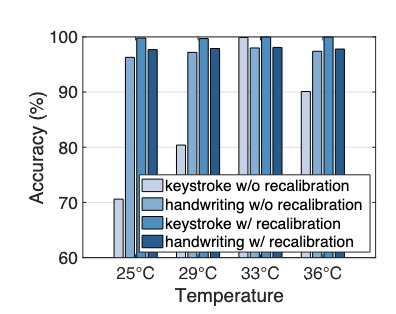 100
90
80
70
60
Accuracy (%)
keystroke w/o recalibration
handwriting w/o recalibration
keystroke w/ recalibration
handwriting w/ recalibration
25°C 29°C 33°C 36°C
Temperature